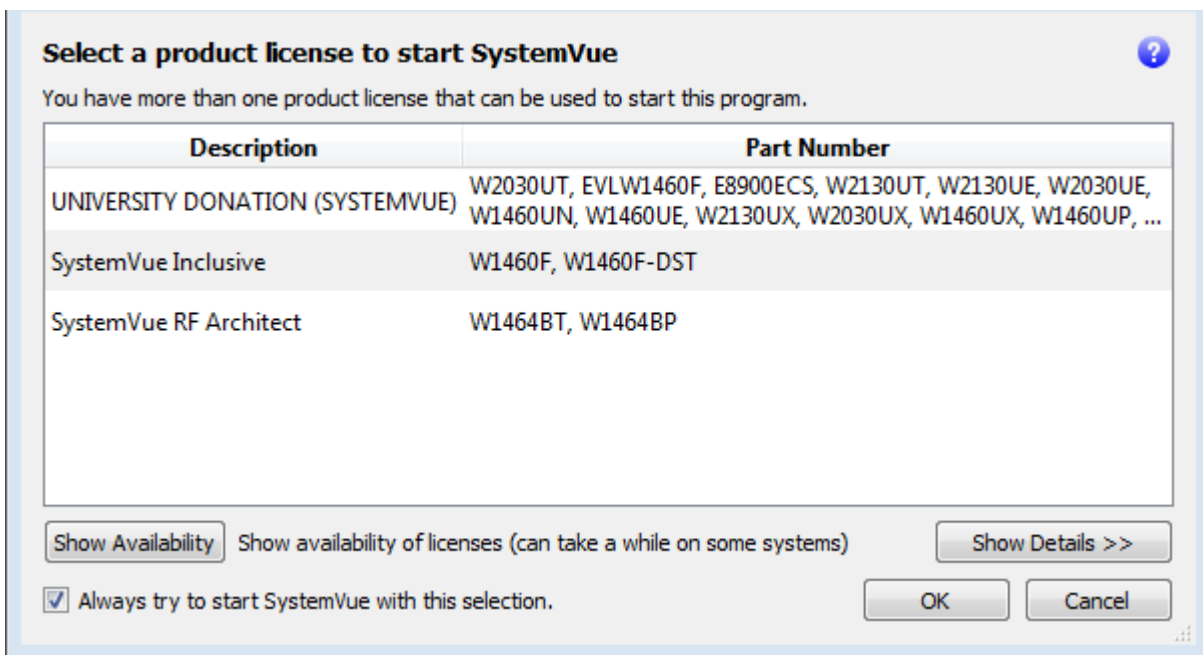 Select a product license to start SystemVue
?
You have more than one product license that can be used to start this program.
Description Part Number
UNIVERSITY DONATION (SYSTEMVUE) W2030UT, EVLW1460F, E8900ECS, W2130UT, W2130UE, W2030UE,
W1460UN, W1460UE, W2130UX, W2030UX, W1460UX, W1460UP, ...
SystemVue Inclusive W1460F, W1460F-DST
SystemVue RF Architect W1464BT, W1464BP
Show Availability Show availability of licenses (can take a while on some systems) Show Details >>
Always try to start SystemVue with this selection. OK Cancel